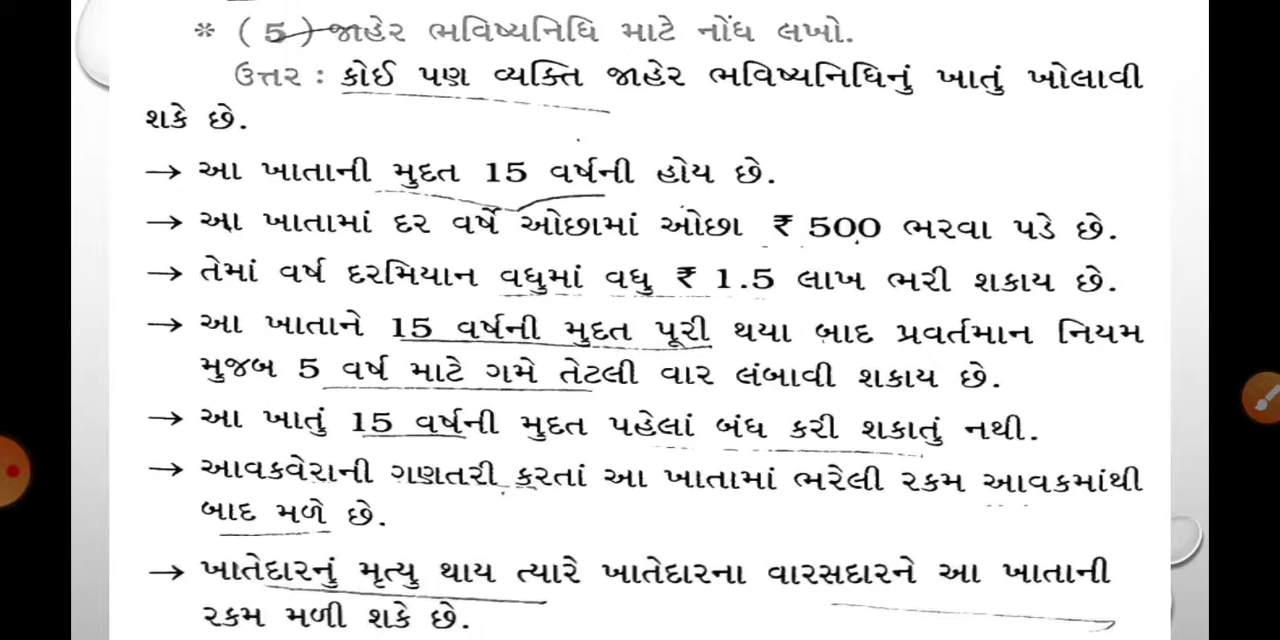 * ( 5 ) જાહેર ભવિષ્યનિધિ માટે નોંધ લખો.
ઉત્તર : કોઈ પણ વ્યક્તિ જાહેર ભવિષ્યનિધિનું ખાતું ખોલાવી
શકે છે.
→ આ ખાતાની મુદત 15 વર્ષની હોય છે.
→ આ ખાતામાં દર વર્ષે ઓછામાં ઓછા ₹ 500 ભરવા પડે છે.
→ તેમાં વર્ષ દરમિયાન વધુમાં વધુ ₹ 1.5 લાખ ભરી શકાય છે.
→ આ ખાતાને 15 વર્ષની મુદત પૂરી થયા બાદ પ્રવર્તમાન નિયમ
મુજબ 5 વર્ષ માટે ગમે તેટલી વાર લંબાવી શકાય છે.
→ આ ખાતું 15 વર્ષની મુદત પહેલાં બંધ કરી શકાતું નથી.
→ આવકવેરાની ગણતરી કરતાં આ ખાતામાં ભરેલી રકમ આવકમાંથી
બાદ મળે છે.
→ ખાતેદારનું મૃત્યુ થાય ત્યારે ખાતેદારના વારસદારને આ ખાતાની
રકમ મળી શકે છે.